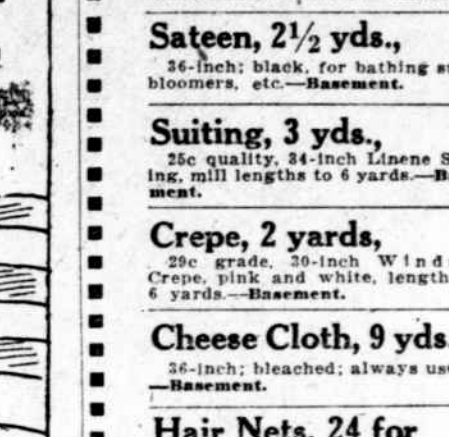 Sateen, 2½ yds.,
36-inch; black, for bathing
bloomers, etc.—Basement.
Suiting, 3 yds.,
25c quality, 34-inch Linene
ing, mill lengths to 6 yards.—
ment.
Crepe, 2 yards,
29c grade, 30-inch Wind
Crepe, pink and white, length
6 yards.—Basement.
Cheese Cloth, 9 yds
36-inch; bleached; always
—Basement.
Hair Nets, 24 for